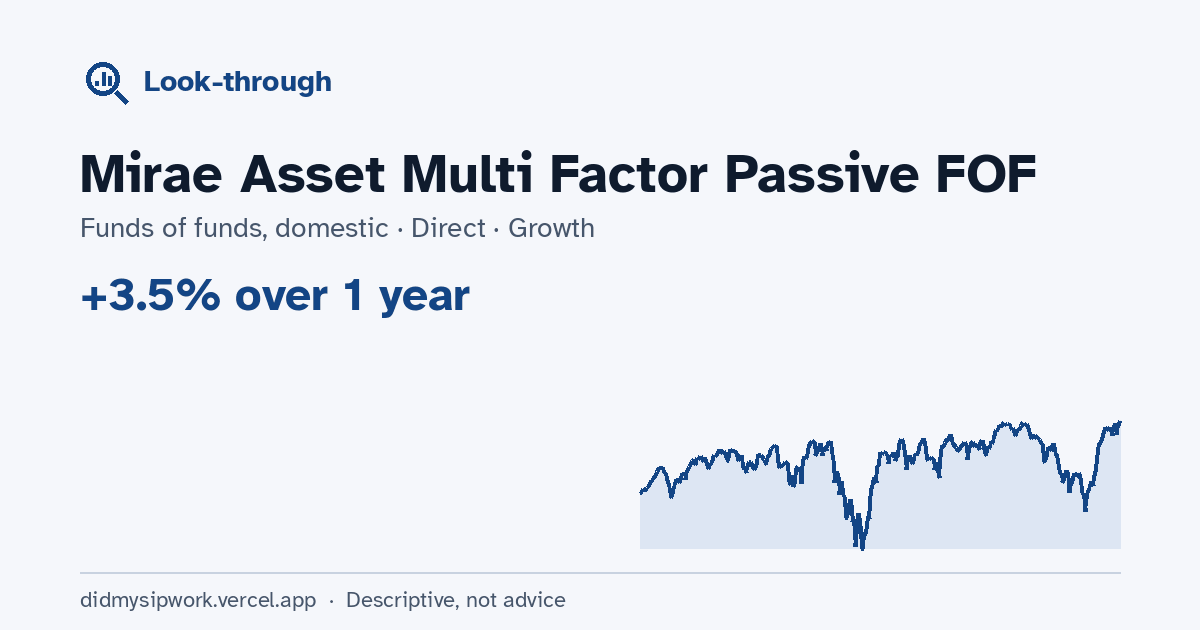 Look-through
Mirae Asset Multi Factor Passive FOF
Funds of funds, domestic · Direct · Growth
+3.5% over 1 year
didmysipwork.vercel.app · Descriptive, not advice